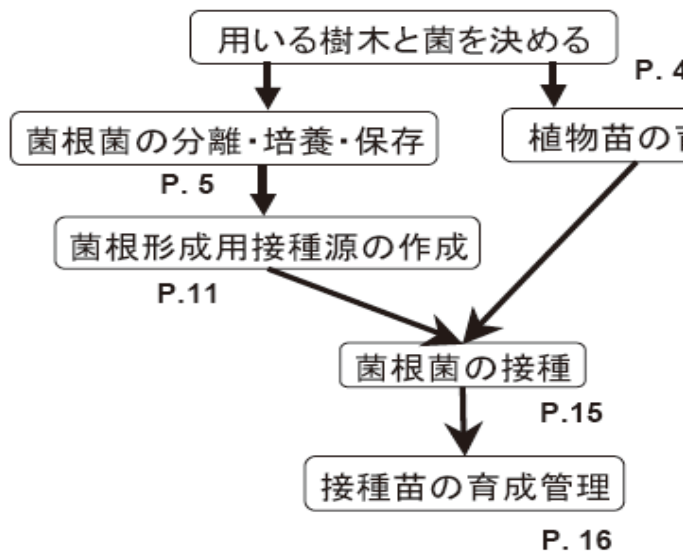 用いる樹木と菌を決める
P. 4
菌根菌の分離・培養・保存
植物苗の
P. 5
菌根形成用接種源の作成
P.11
菌根菌の接種
P.15
接種苗の育成管理
P. 16